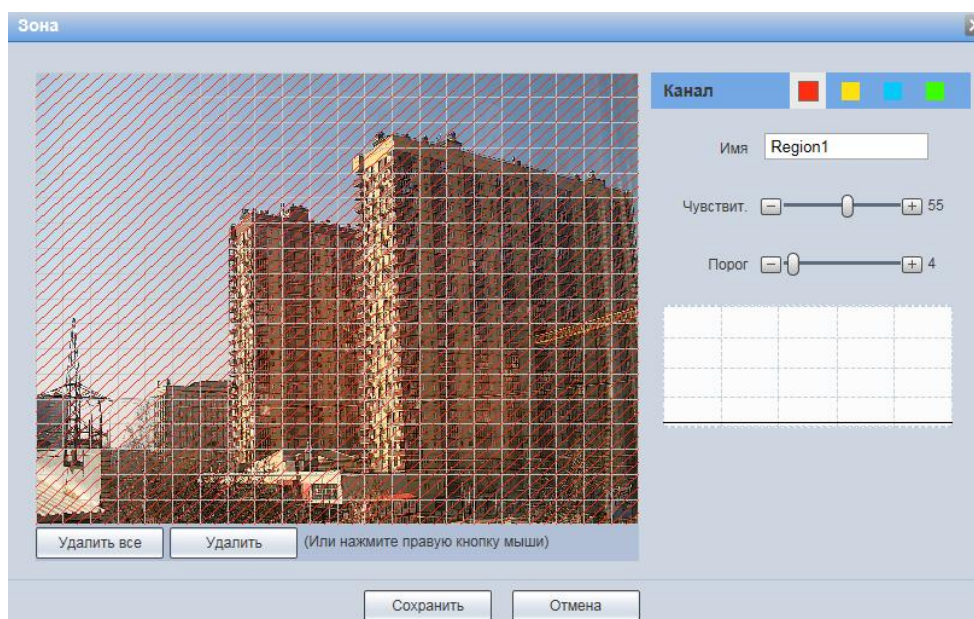 Зона
Канал
Имя Region1
Чувствит. 55
Порог 4
Удалить все Удалить (Или нажмите правую кнопку мыши)
Сохранить Отмена